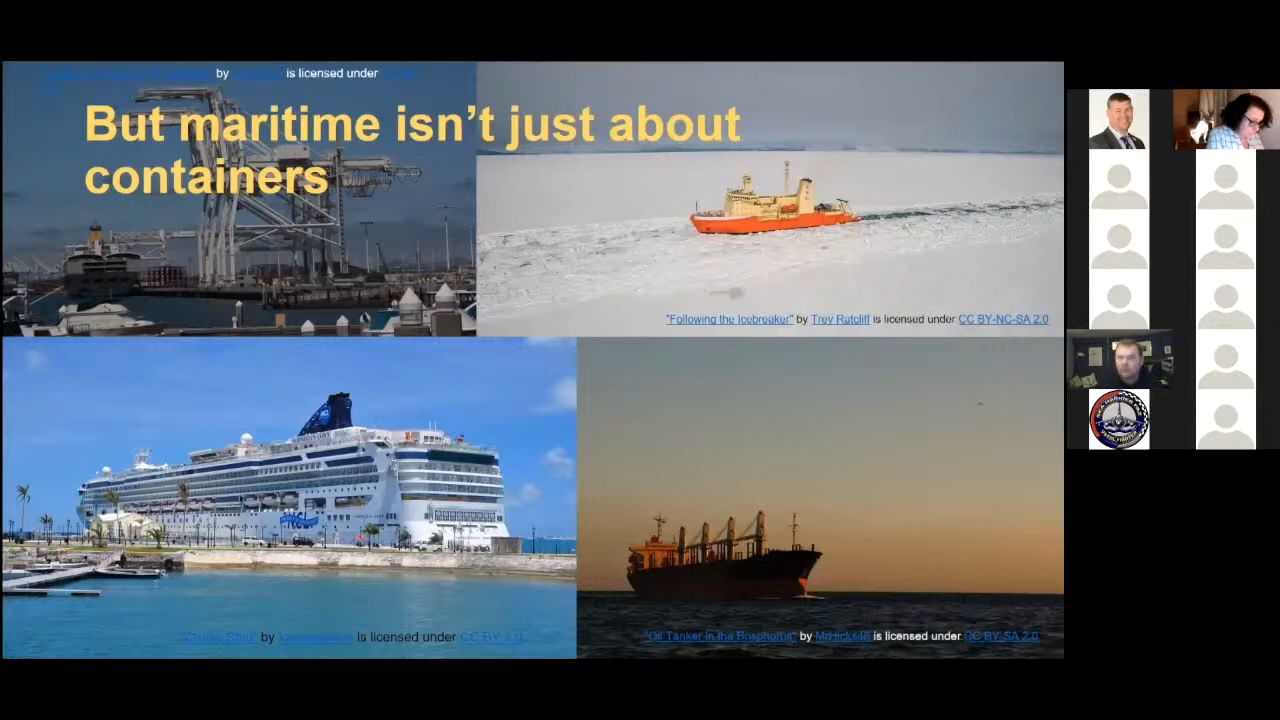 by is licensed under
But maritime isn’t just about
containers
"Following the Icebreaker" by Trey Ratcliff is licensed under CC BY-NC-SA 2.0
"Cruise Ship" by is licensed under CC BY 2.0
"Oil Tanker in the Bosphorus" by MrHicks46 is licensed under CC BY-SA 2.0